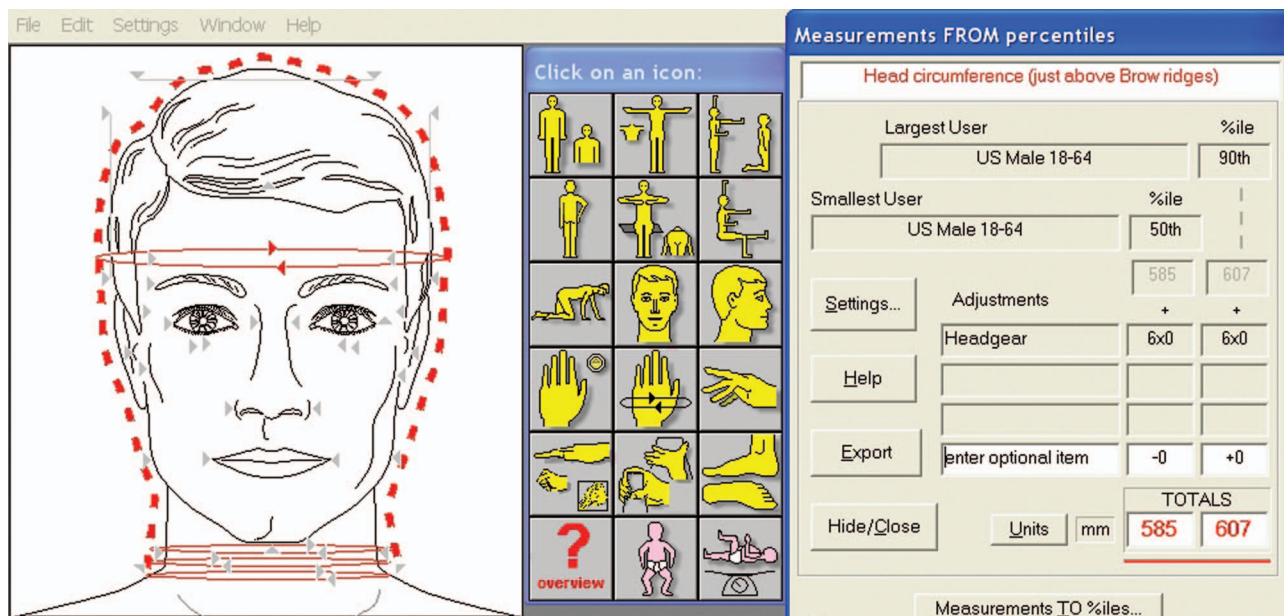 File Edit Settings Window Help
Click on an icon:
overview
Measurements FROM percentiles
Head circumference (just above Brow ridges)
Largest User %ile
US Male 18-64 90th
Smallest User %ile
US Male 18-64 50th
585 607
Settings... Adjustments + +
Headgear 6x0 6x0
Help
Export enter optional item -0 +0
TOTALS
Hide/Close Units mm 585 607
Measurements TO %iles...